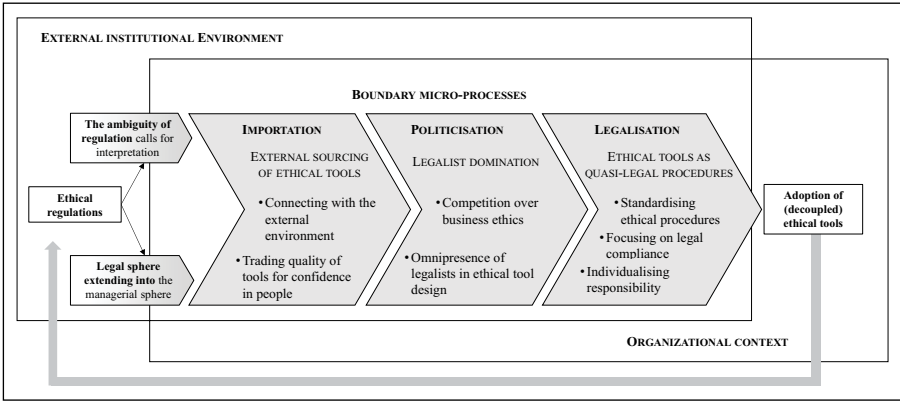 EXTERNAL INSTITUTIONAL ENVIRONMENT
BOUNDARY MICRO-PROCESSES
The ambiguity of
regulation calls for
interpretation
Ethical
regulations
Legal sphere
extending into the
managerial sphere
IMPORTATION
EXTERNAL SOURCING
OF ETHICAL TOOLS
• Connecting with the
external
environment
• Trading quality of
tools for confidence
in people
POLITICISATION
LEGALIST DOMINATION
• Competition over
business ethics
• Omnipresence of
legalists in ethical tool
design
LEGALISATION
ETHICAL TOOLS AS
QUASI-LEGAL PROCEDURES
• Standardising
ethical procedures
• Focusing on legal
compliance
• Individualising
responsibility
Adoption of
(decoupled)
ethical tools
ORGANIZATIONAL CONTEXT